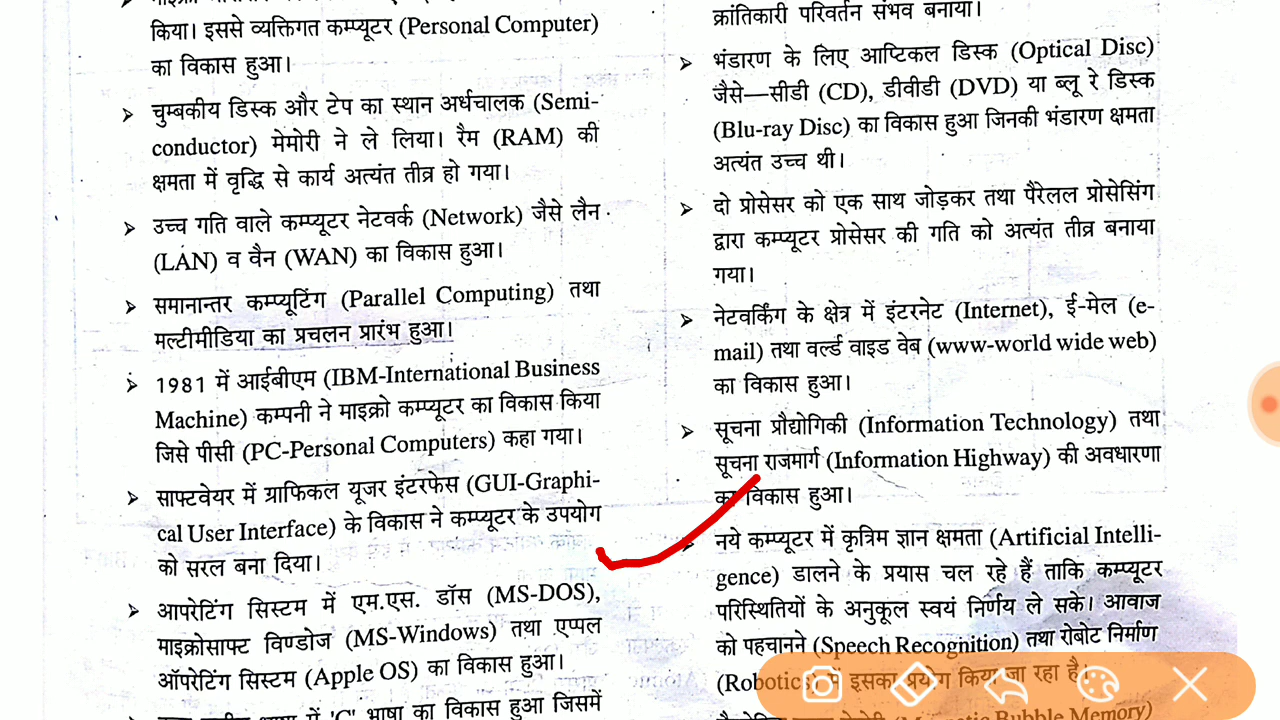 किया। इससे व्यक्तिगत कम्प्यूटर (Personal Computer)
का विकास हुआ।
➤ चुम्बकीय डिस्क और टेप का स्थान अर्धचालक (Semi-
conductor) मेमोरी ने ले लिया। रैम (RAM) की
क्षमता में वृद्धि से कार्य अत्यंत तीव्र हो गया।
➤ उच्च गति वाले कम्प्यूटर नेटवर्क (Network) जैसे लैन
(LAN) व वैन (WAN) का विकास हुआ।
➤ समानान्तर कम्प्यूटिंग (Parallel Computing) तथा
मल्टीमीडिया का प्रचलन प्रारंभ हुआ।
➤ 1981 में आईबीएम (IBM-International Business
Machine) कम्पनी ने माइक्रो कम्प्यूटर का विकास किया
जिसे पीसी (PC-Personal Computers) कहा गया।
➤ साफ्टवेयर में ग्राफिकल यूजर इंटरफेस (GUI-Graphi-
cal User Interface) के विकास ने कम्प्यूटर के उपयोग
को सरल बना दिया।
➤ आपरेटिंग सिस्टम में एम.एस. डॉस (MS-DOS),
माइक्रोसाफ्ट विण्डोज (MS-Windows) तथा एप्पल
ऑपरेटिंग सिस्टम (Apple OS) का विकास हुआ।
भाषा में 'C' भाषा का विकास हुआ जिसमें
क्रांतिकारी परिवर्तन संभव बनाया।
➤ भंडारण के लिए आप्टिकल डिस्क (Optical Disc)
जैसे—सीडी (CD), डीवीडी (DVD) या ब्लू रे डिस्क
(Blu-ray Disc) का विकास हुआ जिनकी भंडारण क्षमता
अत्यंत उच्च थी।
➤ दो प्रोसेसर को एक साथ जोड़कर तथा पैरेलल प्रोसेसिंग
द्वारा कम्प्यूटर प्रोसेसर की गति को अत्यंत तीव्र बनाया
गया।
➤ नेटवर्किंग के क्षेत्र में इंटरनेट (Internet), ई-मेल (e-
mail) तथा वर्ल्ड वाइड वेब (www-world wide web)
का विकास हुआ।
➤ सूचना प्रौद्योगिकी (Information Technology) तथा
सूचना राजमार्ग (Information Highway) की अवधारणा
का विकास हुआ।
➤ नये कम्प्यूटर में कृत्रिम ज्ञान क्षमता (Artificial Intelli-
gence) डालने के प्रयास चल रहे हैं ताकि कम्प्यूटर
परिस्थितियों के अनुकूल स्वयं निर्णय ले सके। आवाज
को पहचानने (Speech Recognition) तथा रोबोट निर्माण
(Robotics) में इसका प्रयोग किया जा रहा है।
(Magnetic Bubble Memory)